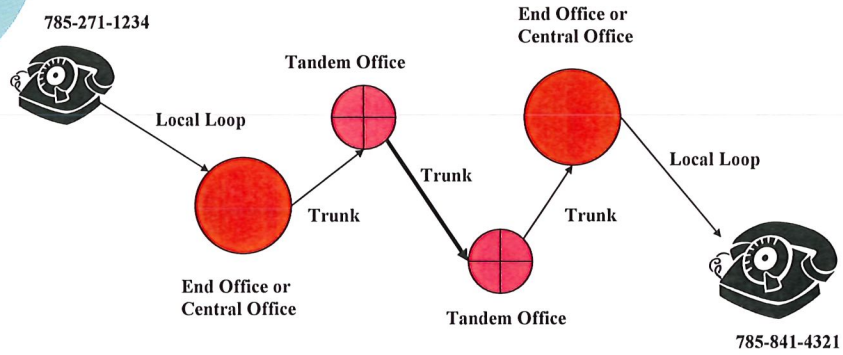 785-271-1234
Local Loop
End Office or
Central Office
Trunk
Tandem Office
Trunk
Tandem Office
Trunk
End Office or
Central Office
Local Loop
785-841-4321